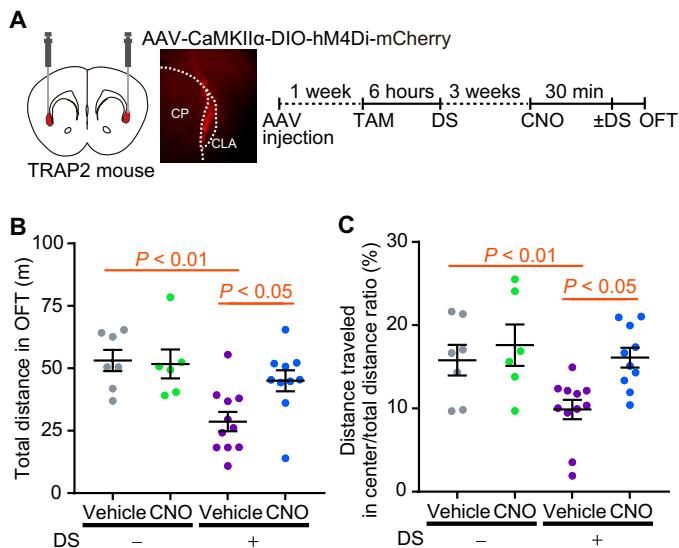 A
AAV-CaMKIIα-DIO-hM4Di-mCherry
CP
CLA
TRAP2 mouse
1 week 6 hours 3 weeks 30 min
AAV TAM DS CNO ±DS OFT
injection
B
Total distance in OFT (m)
100
75
50
25
0
P < 0.01
P < 0.05
Vehicle CNO Vehicle CNO
DS – +
C
Distance traveled
in center/total distance ratio (%)
30
20
10
0
P < 0.01
P < 0.05
Vehicle CNO Vehicle CNO
DS – +